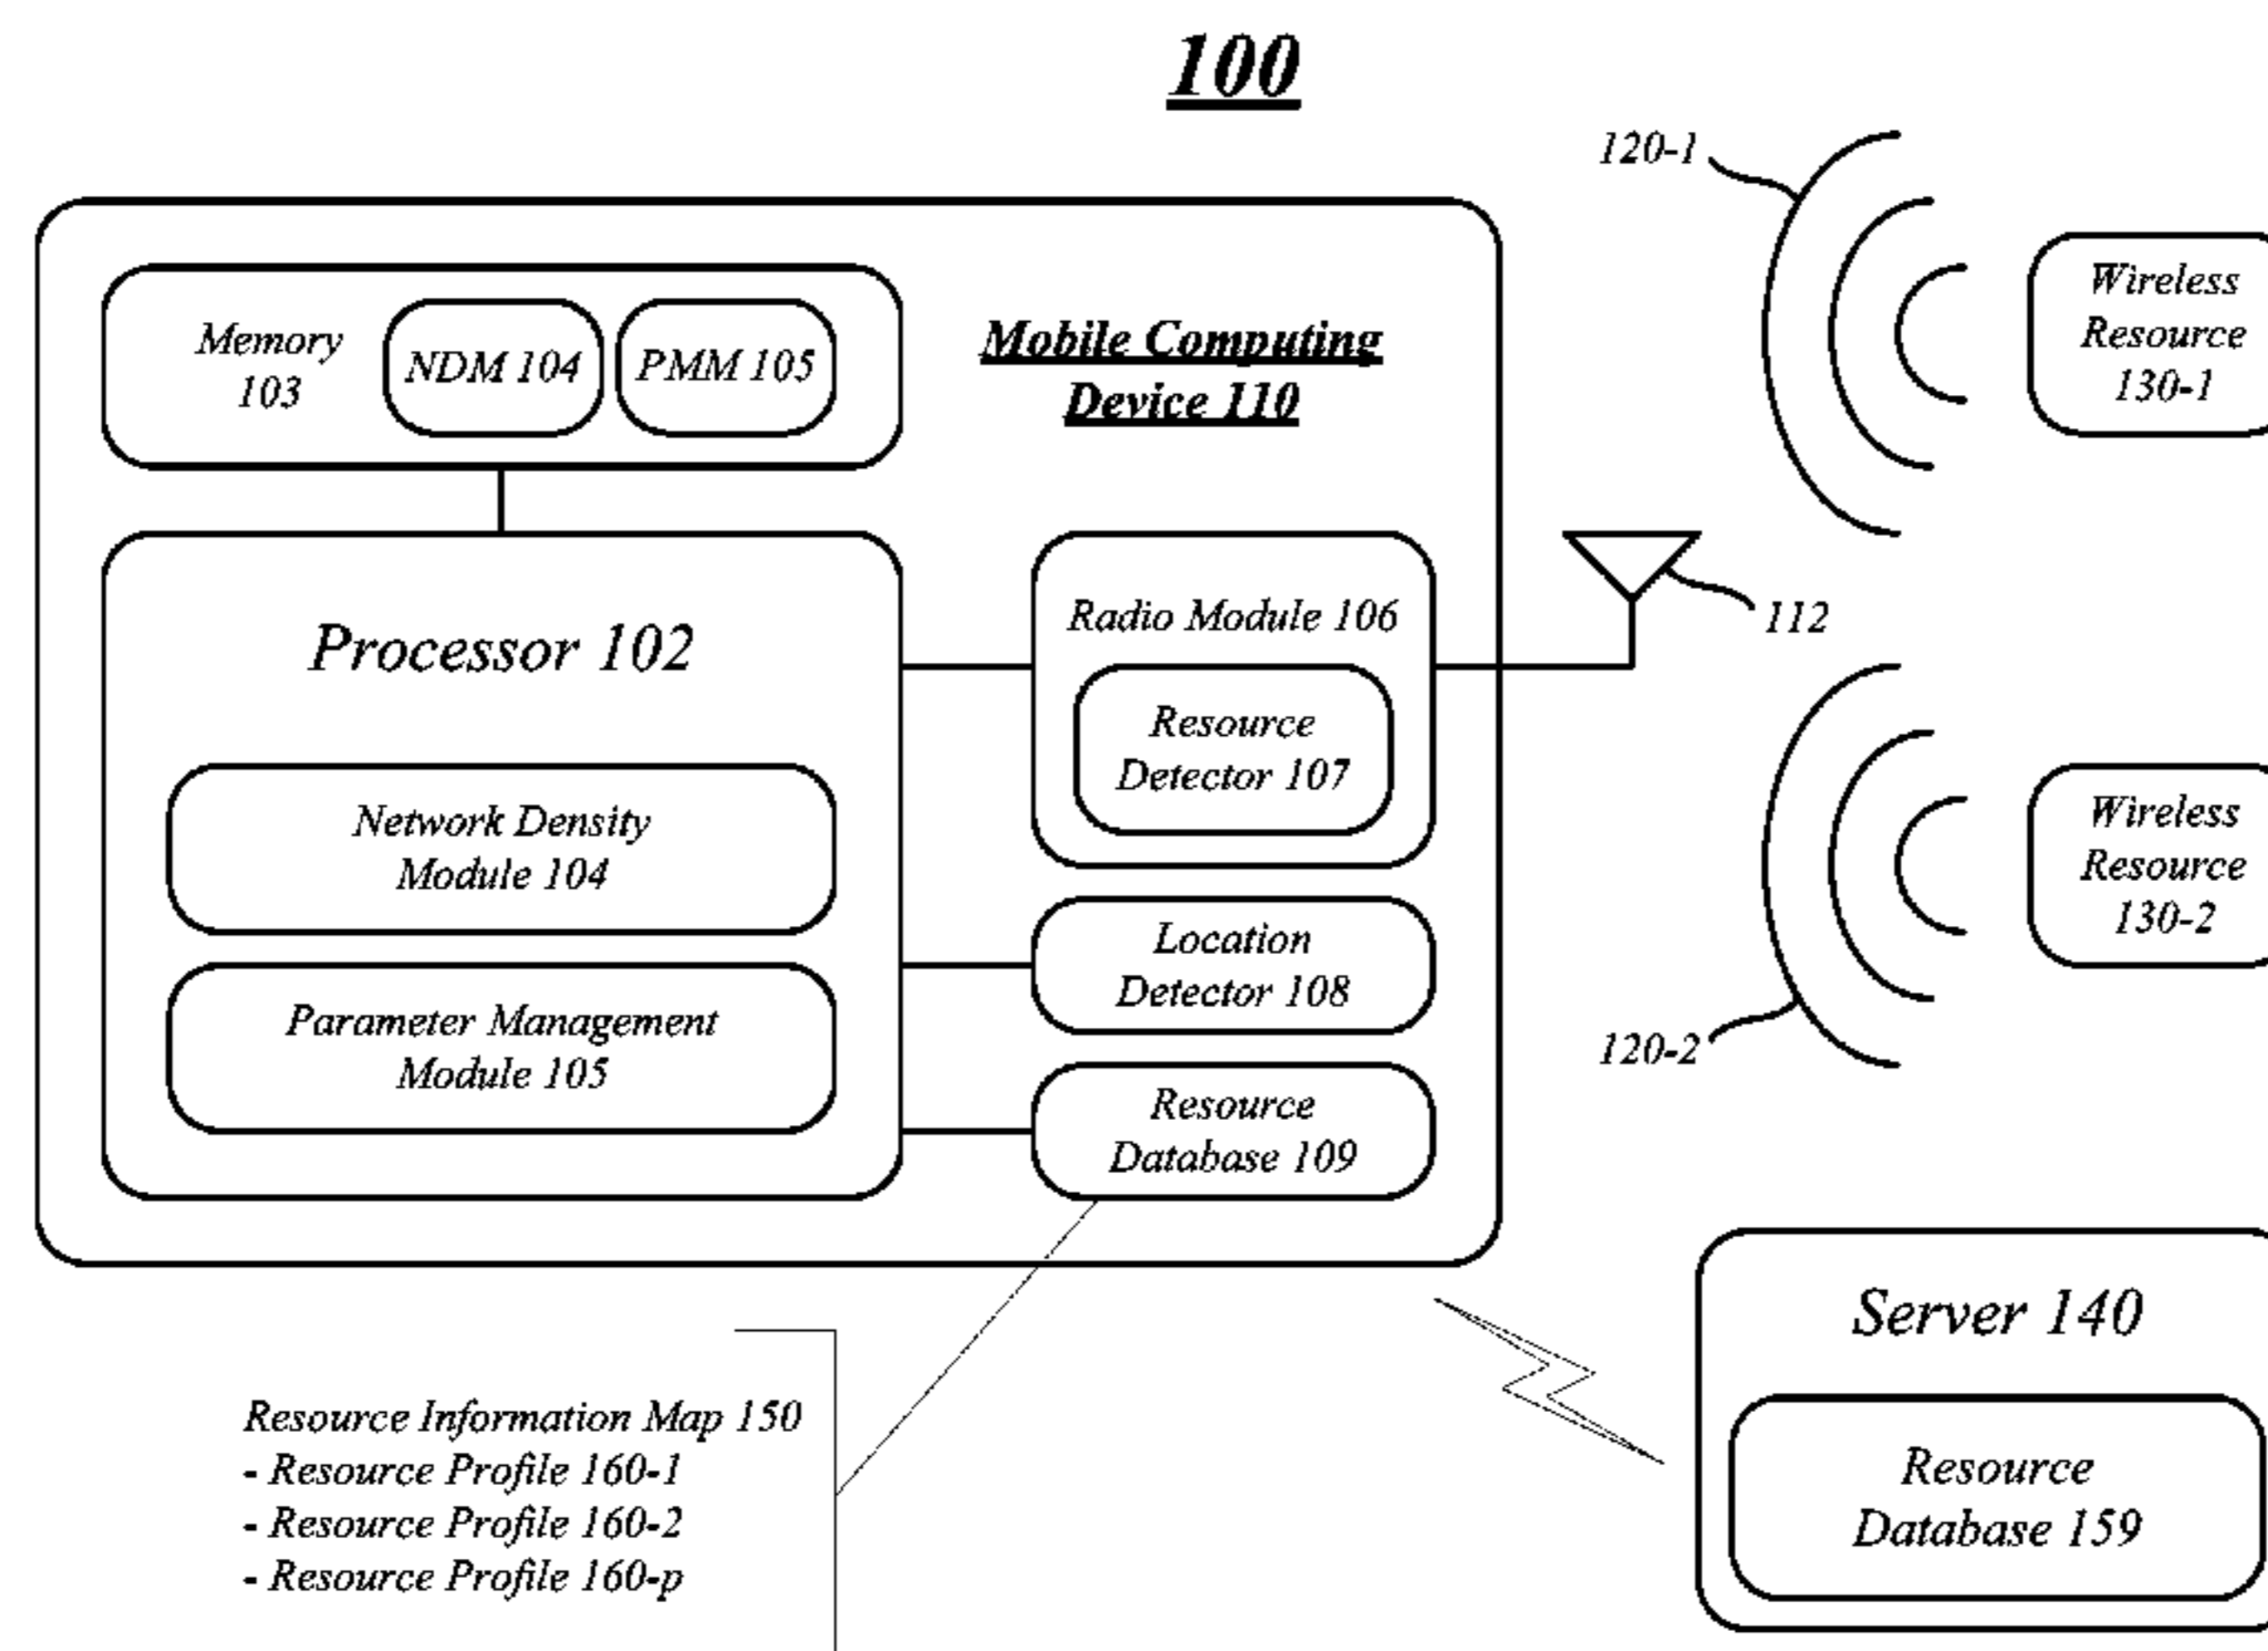 100
120-1
Wireless
Resource
130-1
Memory
103
NDM 104
PMM 105
Mobile Computing
Device 110
Processor 102
Radio Module 106
112
Resource
Detector 107
Network Density
Module 104
Wireless
Resource
130-2
Location
Detector 108
Parameter Management
Module 105
120-2
Resource
Database 109
Server 140
Resource Information Map 150
- Resource Profile 160-1
- Resource Profile 160-2
- Resource Profile 160-p
Resource
Database 159